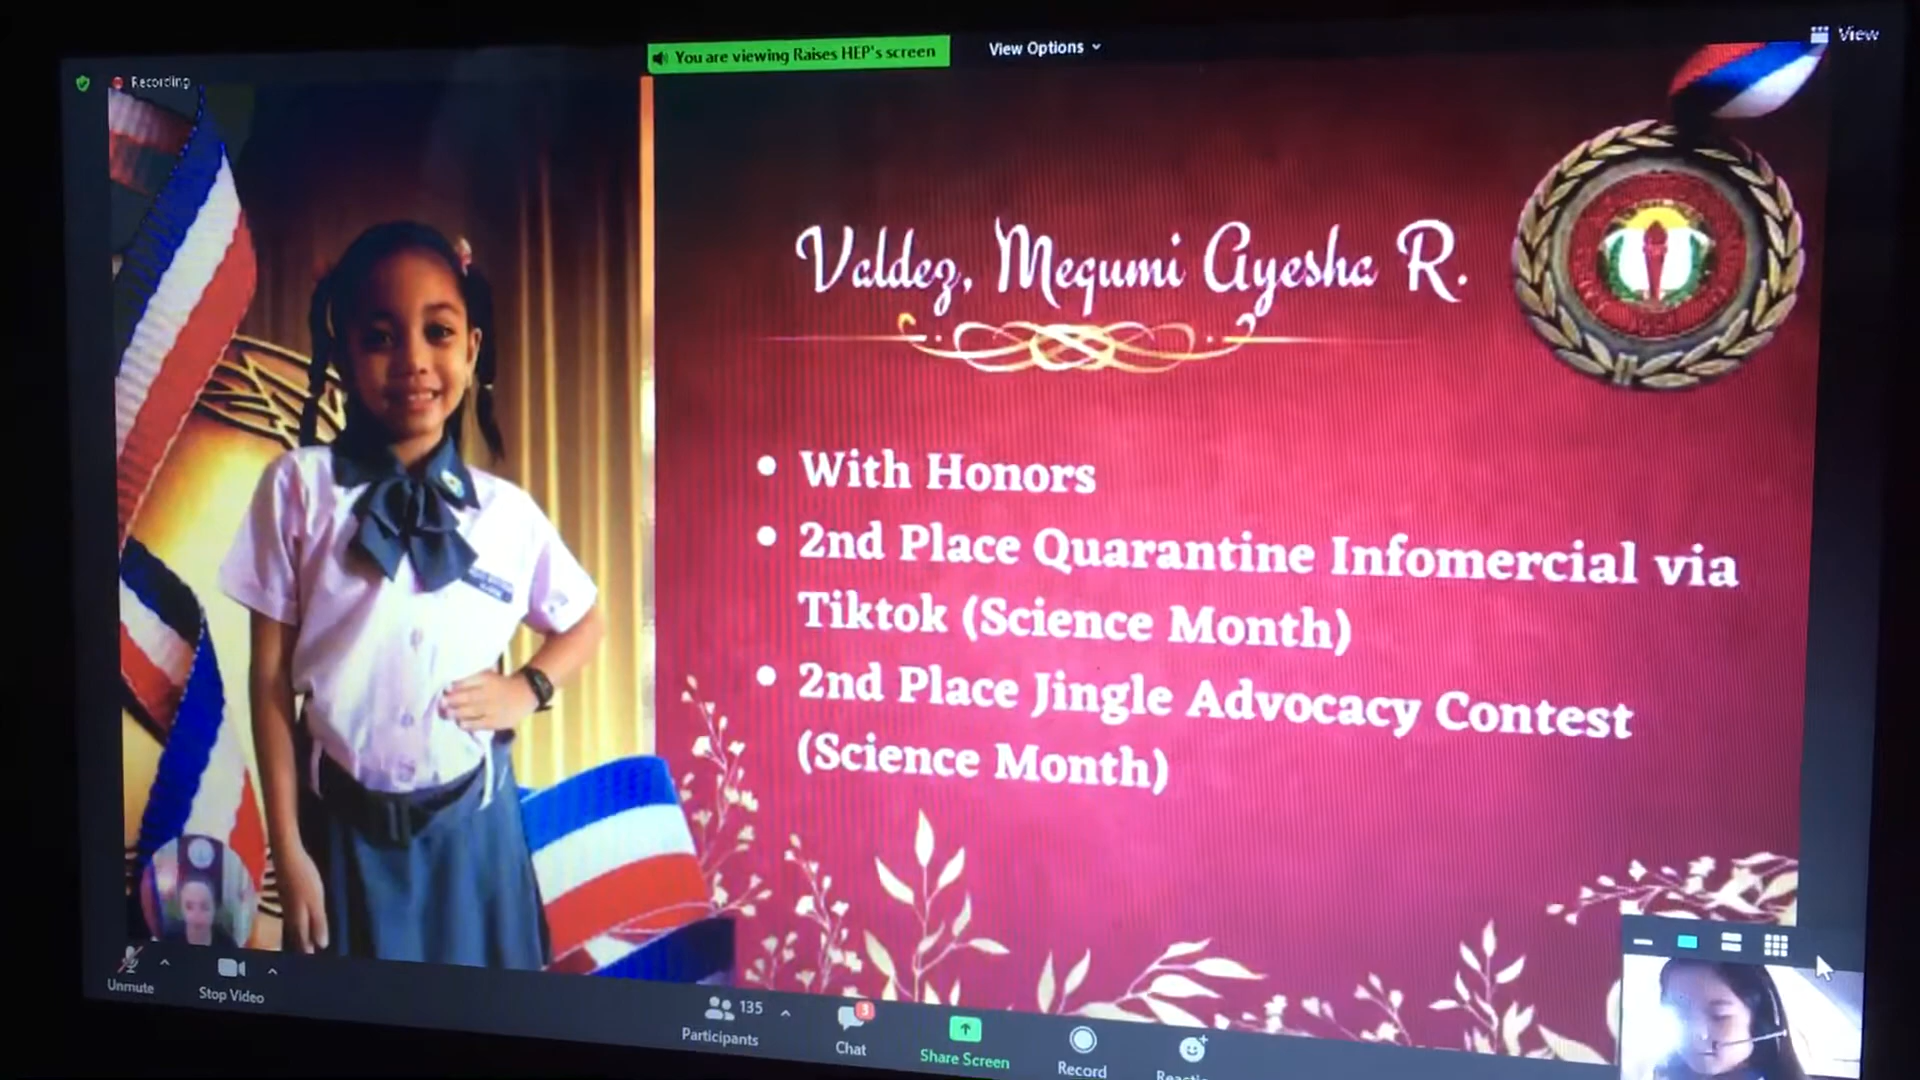 You are viewing Raises HEP's screen
View Options
View
Recording
Valdez, Megumi Ayesha R.
With Honors
2nd Place Quarantine Infomercial via
Tiktok (Science Month)
2nd Place Jingle Advocacy Contest
(Science Month)
Unmute
Stop Video
135
Participants
3
Chat
Share Screen
Record